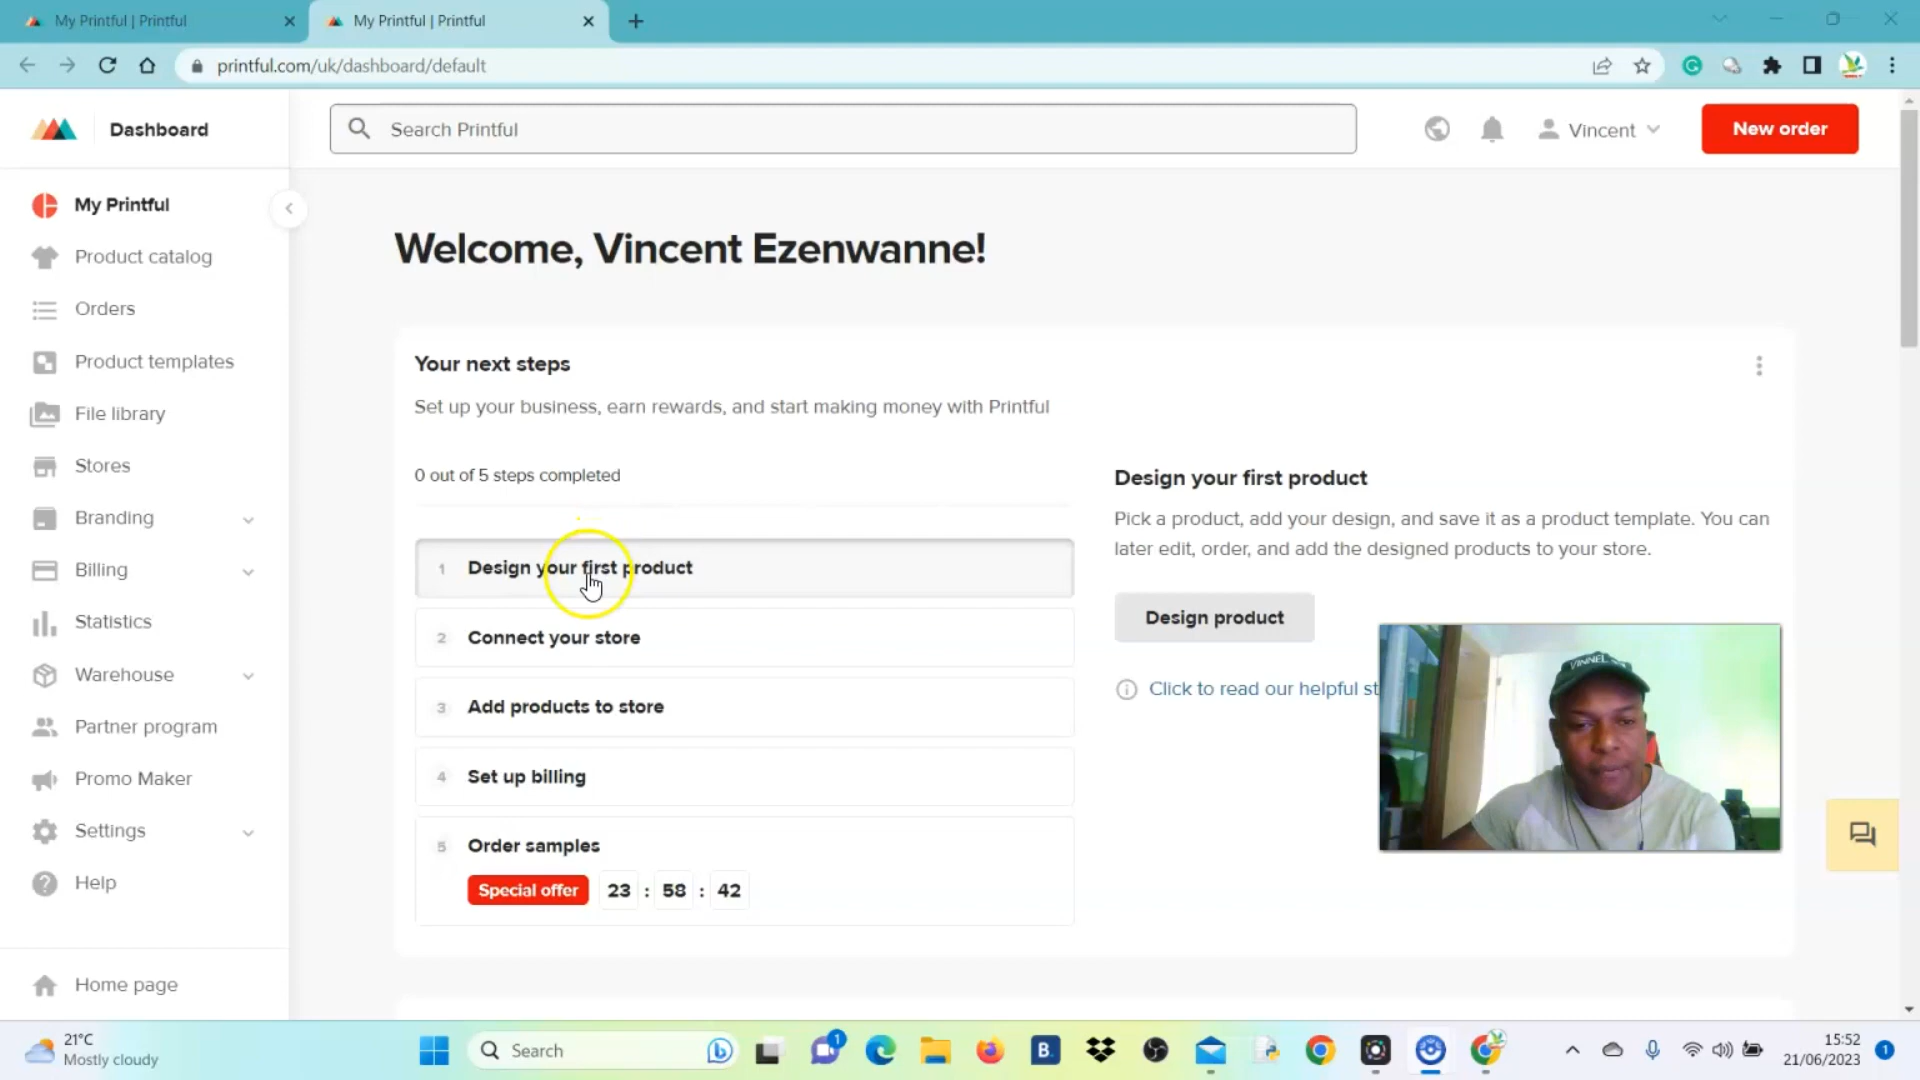 My Printful | Printful
My Printful | Printful
printful.com/uk/dashboard/default
Dashboard
Search Printful
Vincent
New order
My Printful
Product catalog
Orders
Product templates
File library
Stores
Branding
Billing
Statistics
Warehouse
Partner program
Promo Maker
Settings
Help
Home page
Welcome, Vincent Ezenwanne!
Your next steps
Set up your business, earn rewards, and start making money with Printful
0 out of 5 steps completed
1 Design your first product
2 Connect your store
3 Add products to store
4 Set up billing
5 Order samples
Special offer 23 : 58 : 42
Design your first product
Pick a product, add your design, and save it as a product template. You can
later edit, order, and add the designed products to your store.
Design product
Click to read our helpful st
VINNEL
21°C
Mostly cloudy
Search
1
B.
15:52
21/06/2023
1